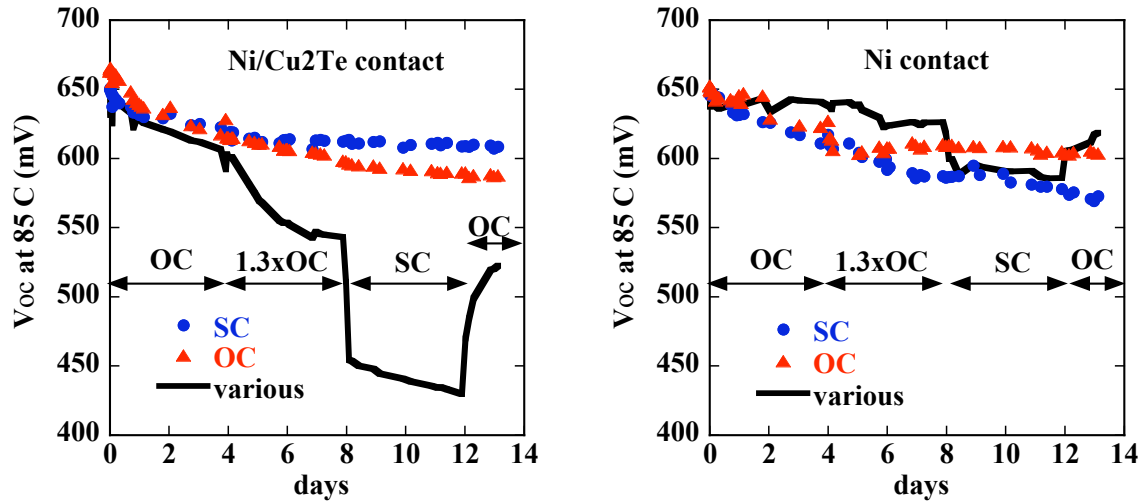 700
650
600
550
500
450
400
Voc at 85 C (mV)
Ni/Cu2Te contact
OC
OC
1.3xOC
SC
SC
OC
various
0 2 4 6 8 10 12 14
days
700
650
600
550
500
450
400
Voc at 85 C (mV)
Ni contact
OC
1.3xOC
SC
OC
SC
OC
various
0 2 4 6 8 10 12 14
days